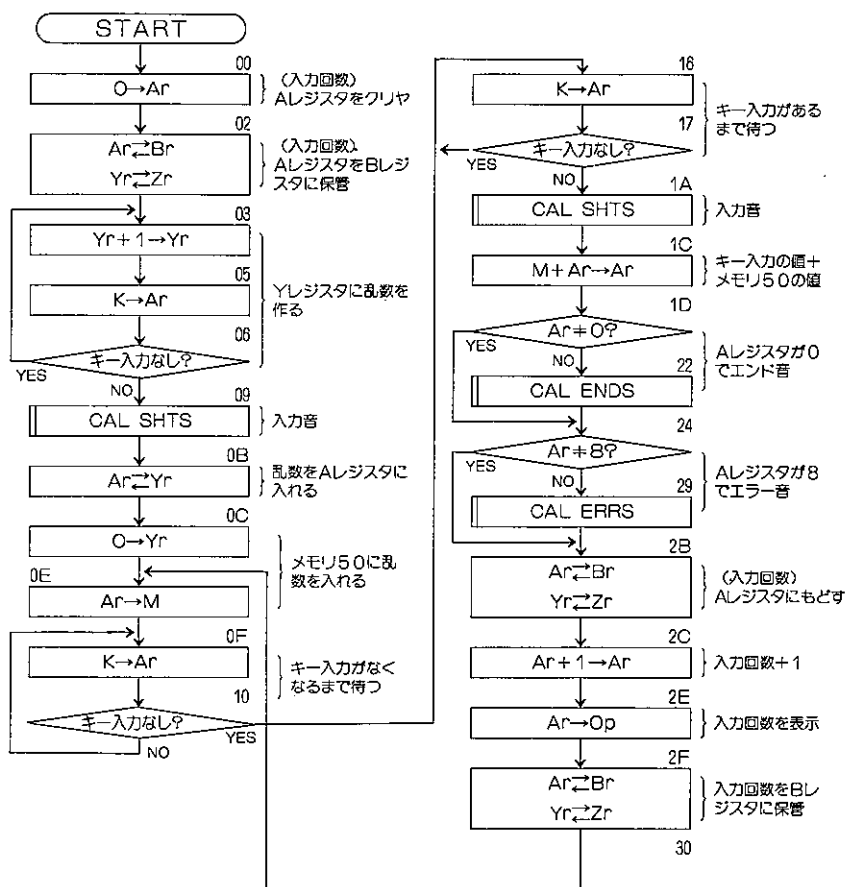 START
00
O→Ar
(入力回数)
Aレジスタをクリヤ
02
Ar⇄Br
Yr⇄Zr
(入力回数)
AレジスタをBレジ
スタに保管
03
Yr+1→Yr
05
K→Ar
Yレジスタに乱数を
作る
06
キー入力なし?
YES
NO
09
CAL SHTS
入力音
0B
Ar⇄Yr
乱数をAレジスタに
入れる
0C
O→Yr
メモリ50に乱
数を入れる
0E
Ar→M
0F
K→Ar
キー入力がなく
なるまで待つ
10
キー入力なし?
YES
NO
16
K→Ar
キー入力がある
まで待つ
17
キー入力なし?
YES
NO
1A
CAL SHTS
入力音
1C
M+Ar→Ar
キー入力の値+
メモリ50の値
1D
Ar≠0?
YES
NO
Aレジスタが0
でエンド音
22
CAL ENDS
24
Ar≠8?
YES
NO
Aレジスタが8
でエラー音
29
CAL ERRS
2B
Ar⇄Br
Yr⇄Zr
(入力回数)
Aレジスタにもどす
2C
Ar+1→Ar
入力回数+1
2E
Ar→Op
入力回数を表示
2F
Ar⇄Br
Yr⇄Zr
入力回数をBレ
ジスタに保管
30